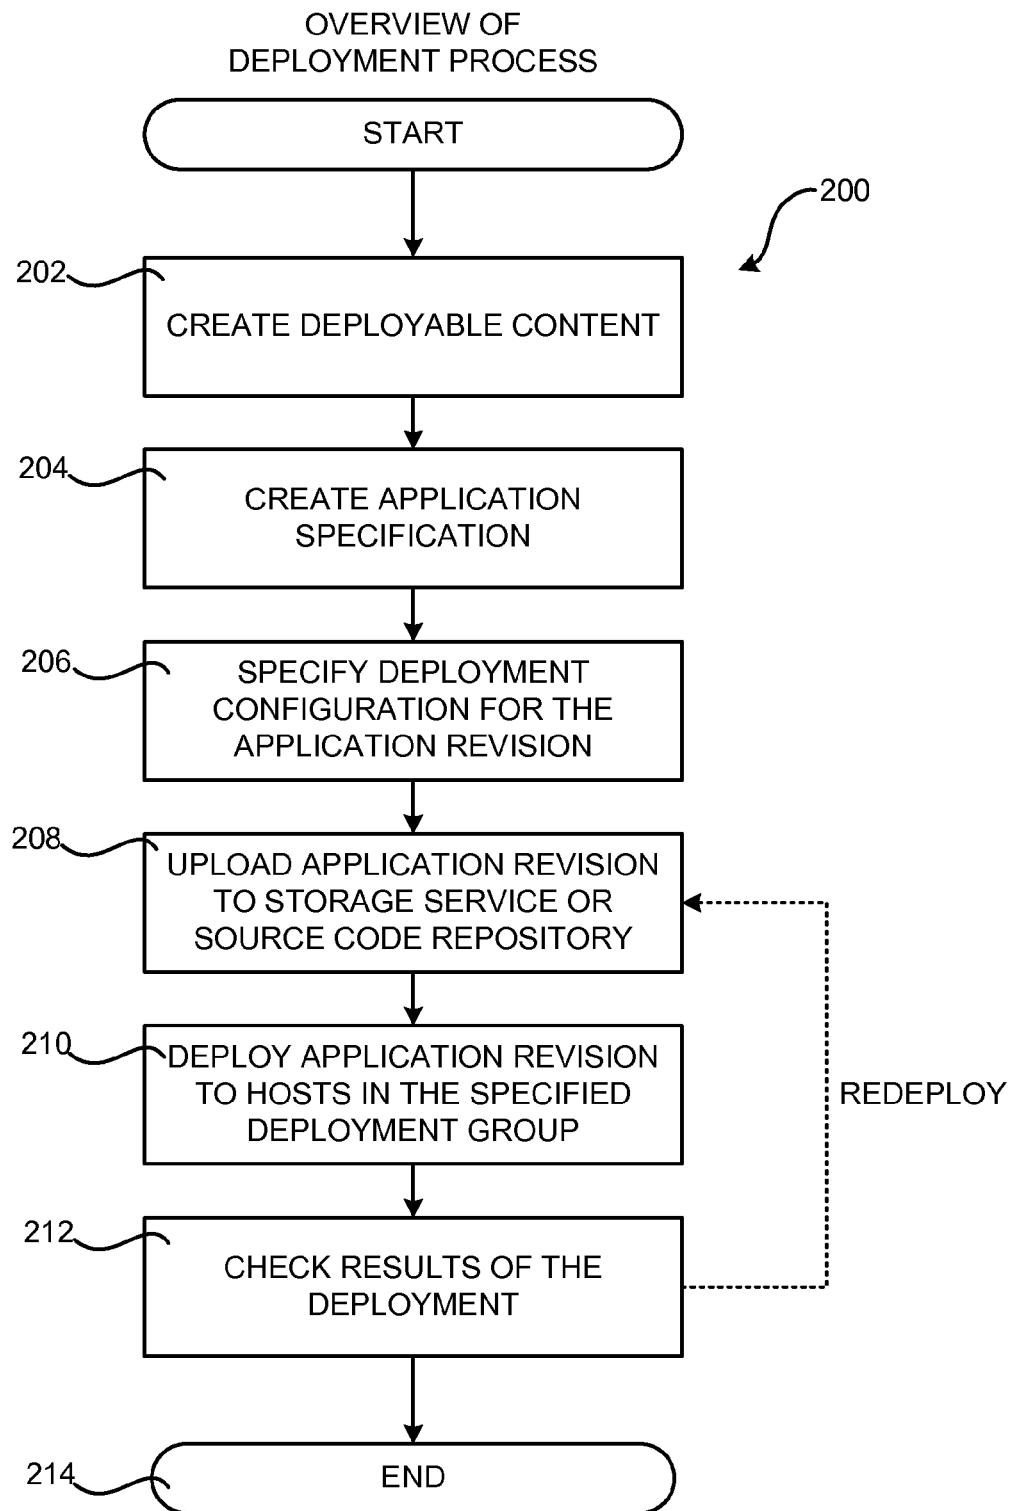 OVERVIEW OF
DEPLOYMENT PROCESS
START
200
202
CREATE DEPLOYABLE CONTENT
204
CREATE APPLICATION
SPECIFICATION
206
SPECIFY DEPLOYMENT
CONFIGURATION FOR THE
APPLICATION REVISION
208
UPLOAD APPLICATION REVISION
TO STORAGE SERVICE OR
SOURCE CODE REPOSITORY
210
DEPLOY APPLICATION REVISION
TO HOSTS IN THE SPECIFIED
DEPLOYMENT GROUP
REDEPLOY
212
CHECK RESULTS OF THE
DEPLOYMENT
214
END